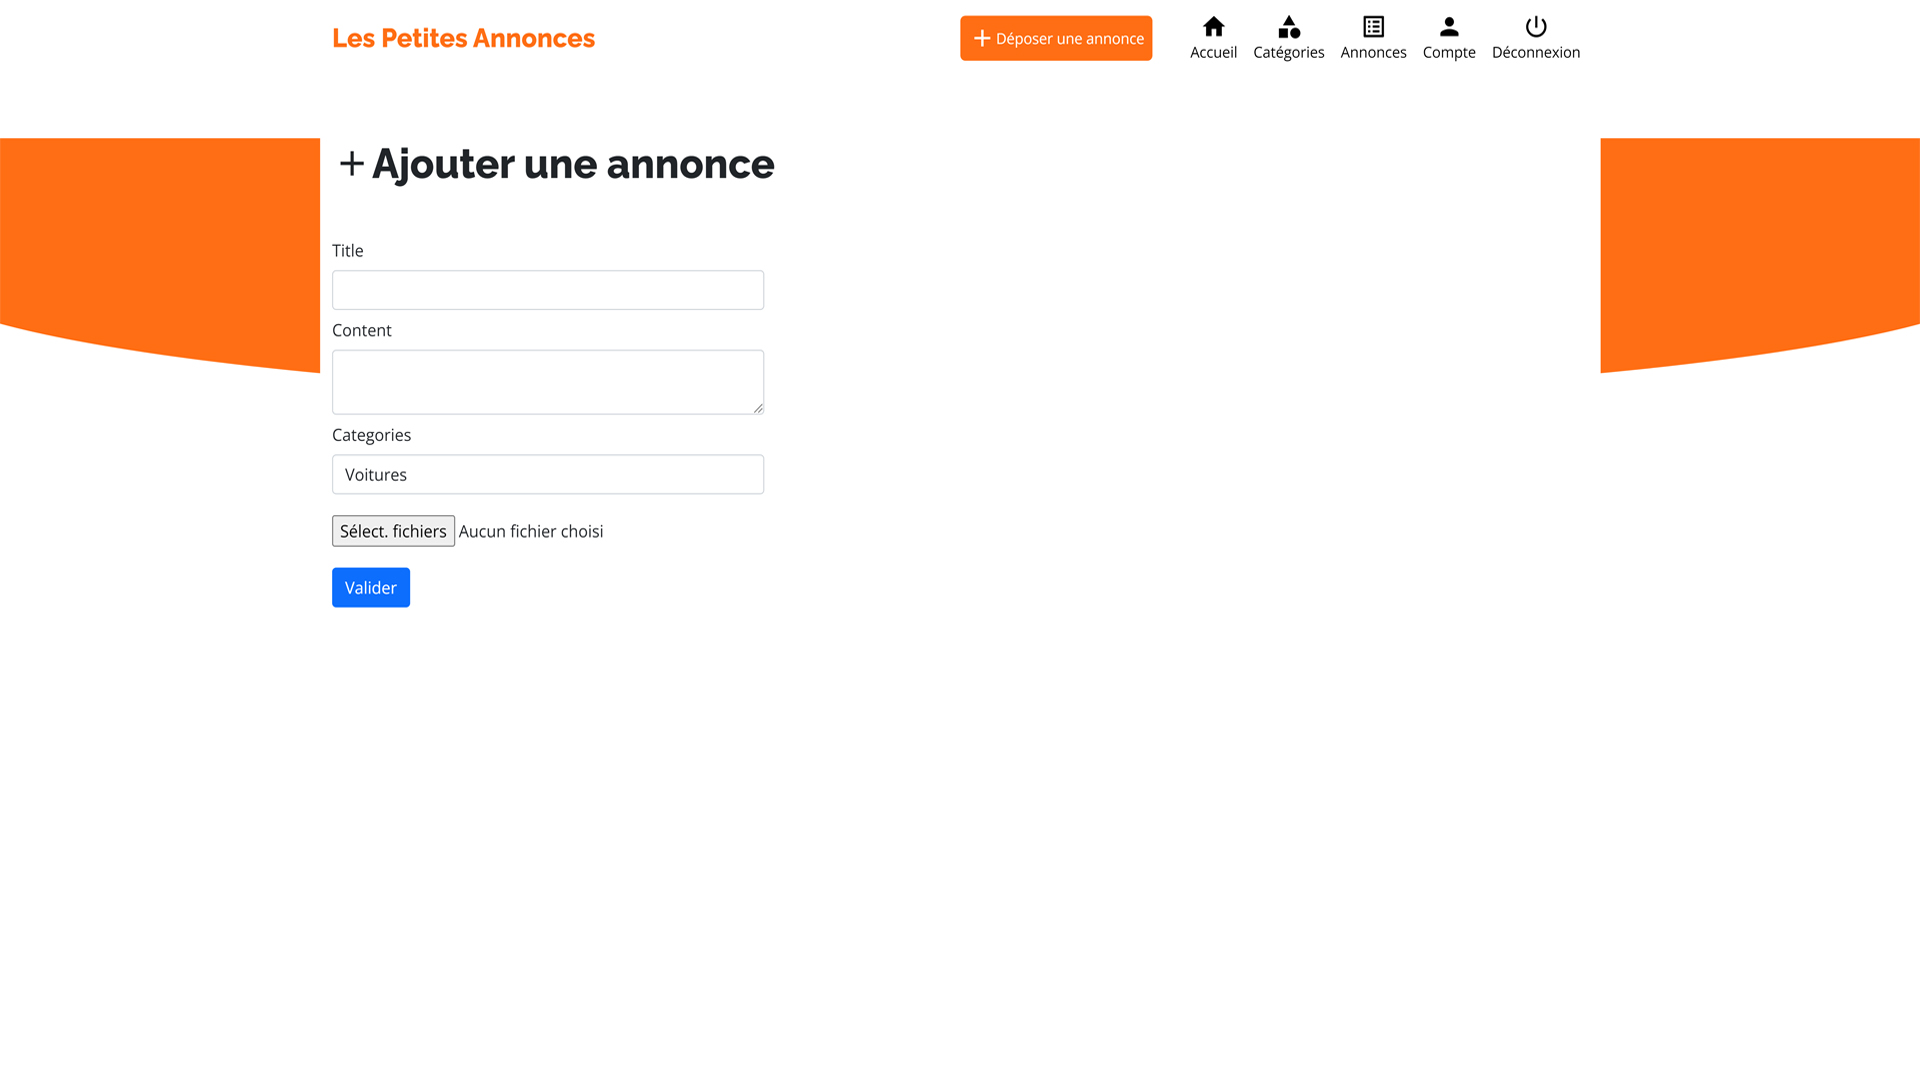 Les Petites Annonces
Déposer une annonce
Accueil
Catégories
Annonces
Compte
Déconnexion
Ajouter une annonce
Title
Content
Categories
Voitures
Sélect. fichiers Aucun fichier choisi
Valider